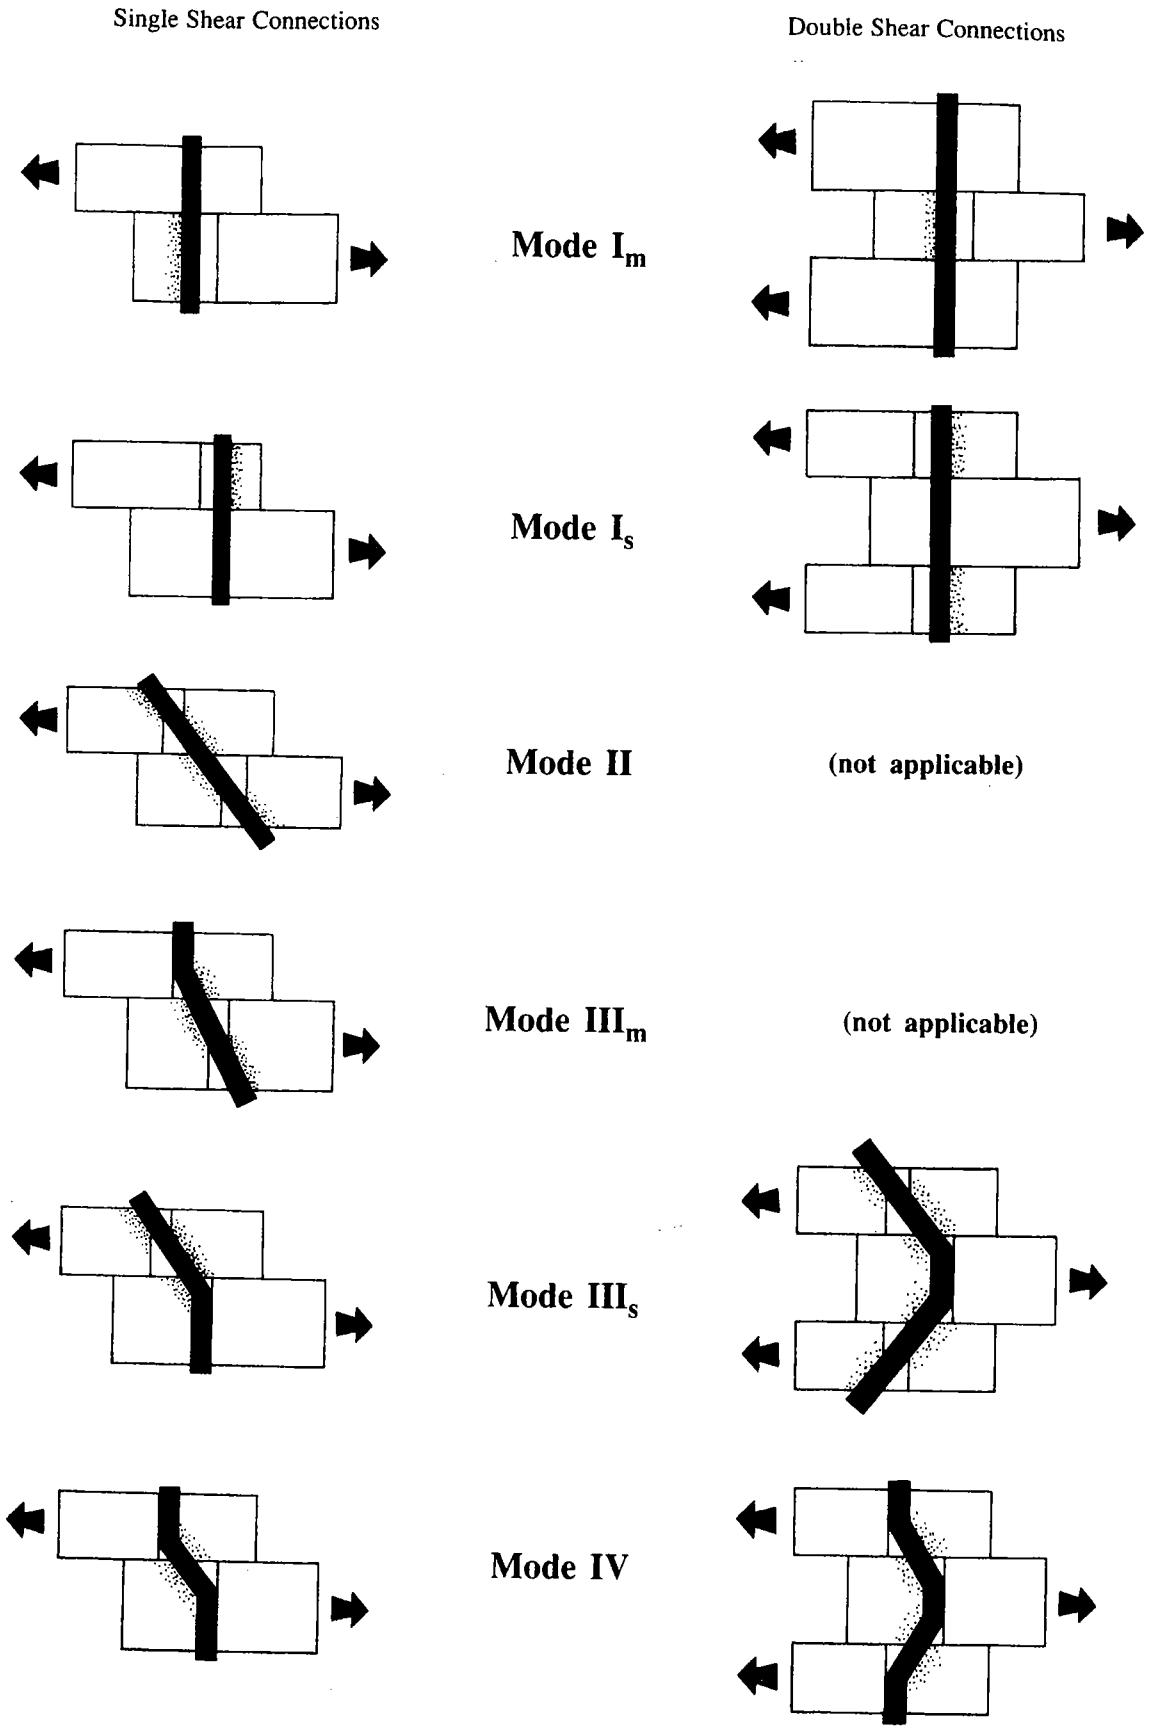 Single Shear Connections
Double Shear Connections
Mode Iₘ
Mode Iₛ
Mode II
(not applicable)
Mode IIIₘ
(not applicable)
Mode IIIₛ
Mode IV